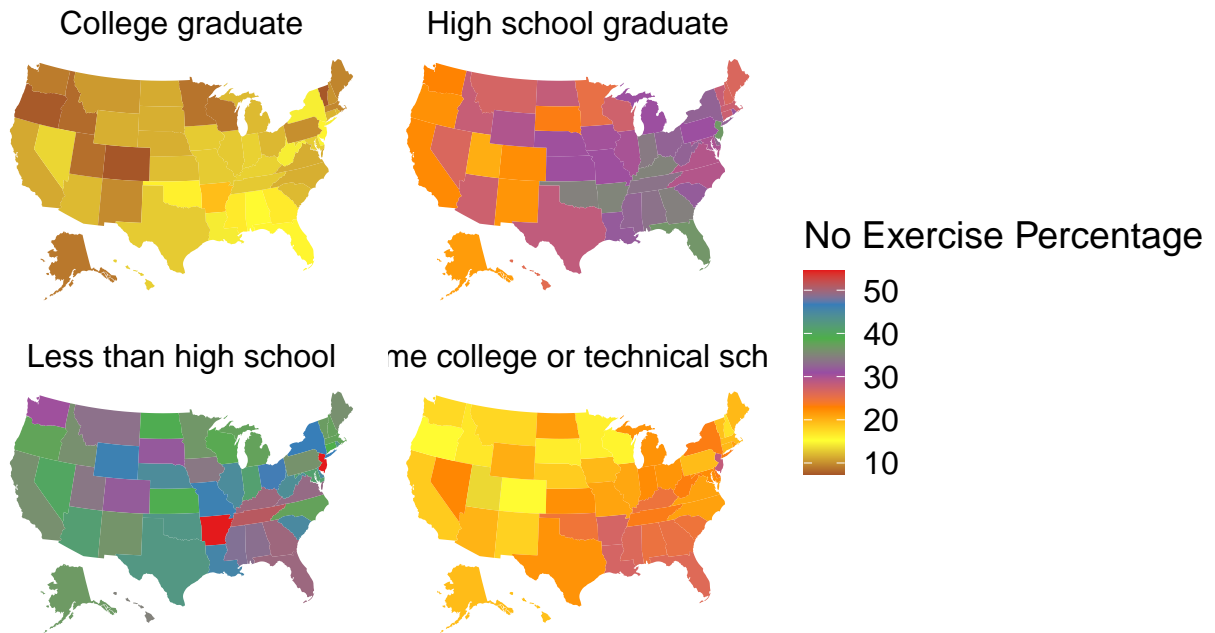 College graduate
High school graduate
Less than high school
me college or technical sch
No Exercise Percentage
50
40
30
20
10